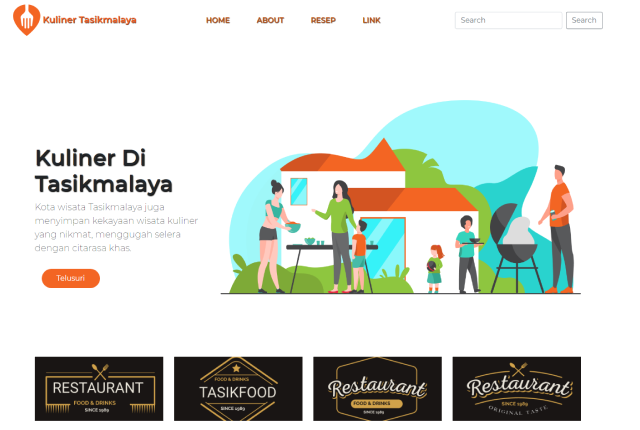 Kuliner Tasikmalaya
HOME ABOUT RESEP LINK
Search Search
Kuliner Di
Tasikmalaya
Kota wisata Tasikmalaya juga
menyimpan kekayaan wisata kuliner
yang nikmat, menggugah selera
dengan citarasa khas.
Telusuri
RESTAURANT
FOOD & DRINKS
SINCE 1989
FOOD & DRINKS
TASIKFOOD
SINCE 1989
Restaurant
FOOD & DRINKS
SINCE 1989
Restaurant
SINCE 1989
ORIGINAL TASTE